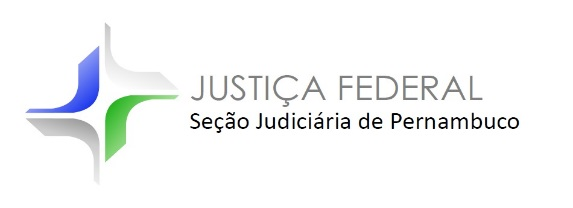 JUSTIÇA FEDERAL
Seção Judiciária de Pernambuco